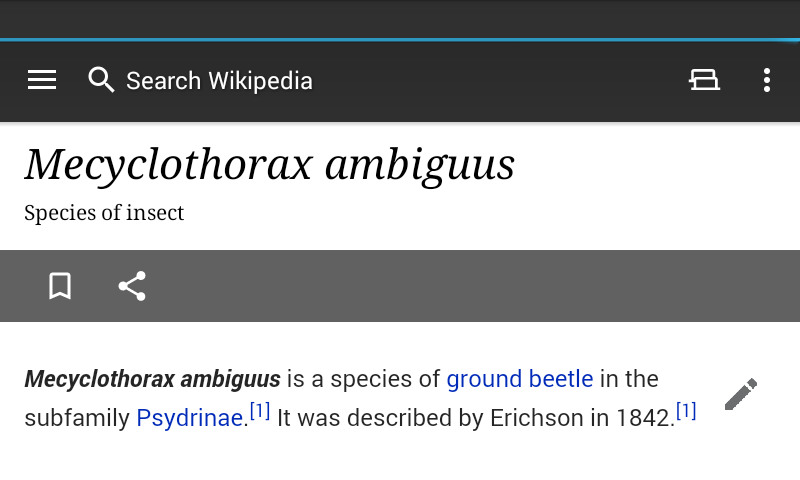 Search Wikipedia
Mecyclothorax ambiguus
Species of insect
Mecyclothorax ambiguus is a species of ground beetle in the
subfamily Psydrinae.[1] It was described by Erichson in 1842.[1]